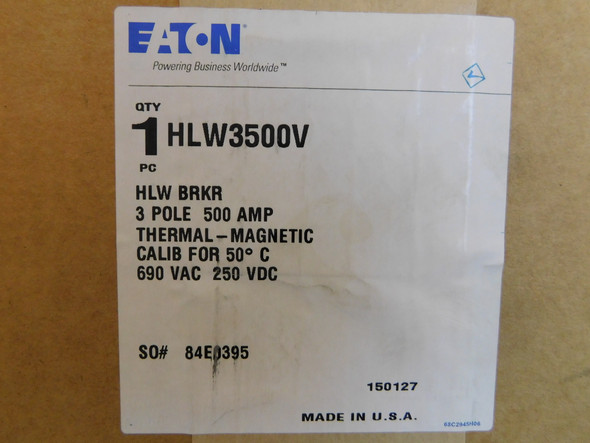 EATON
Powering Business Worldwide™
QTY
1 HLW3500V
PC
HLW BRKR
3 POLE 500 AMP
THERMAL-MAGNETIC
CALIB FOR 50° C
690 VAC 250 VDC
SO# 84E0395
150127
MADE IN U.S.A.